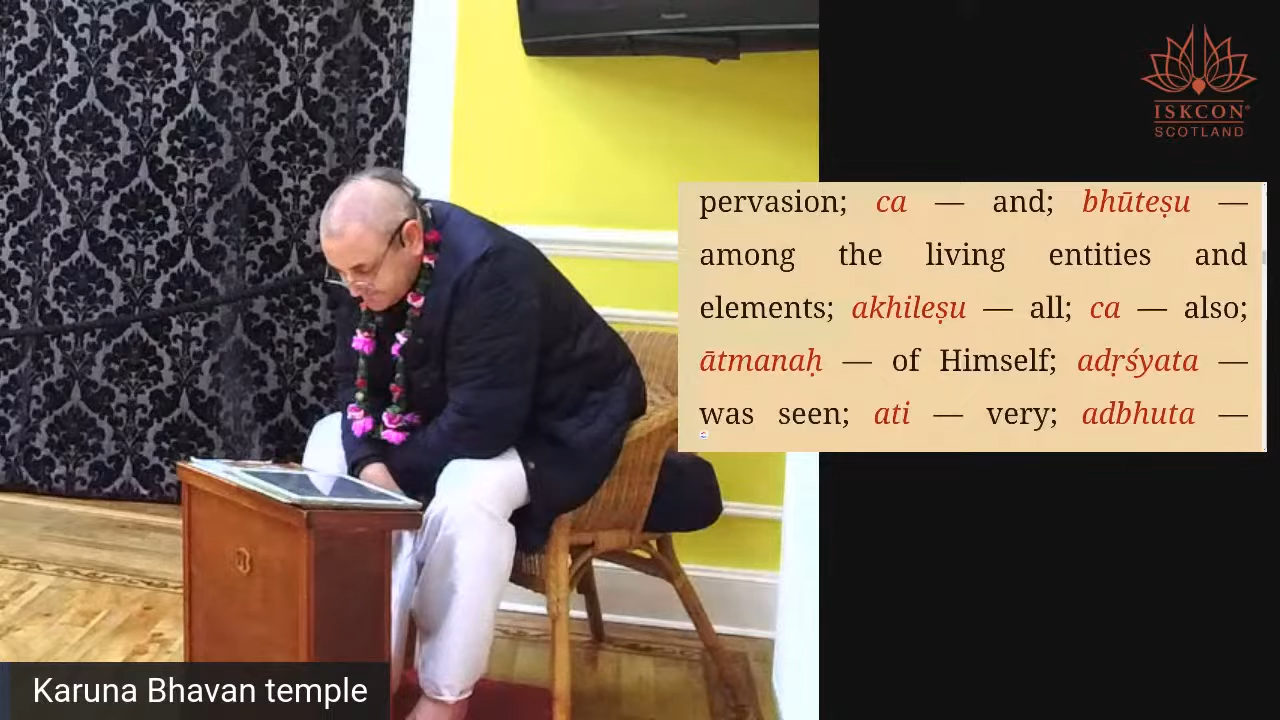 ISKCON®
SCOTLAND
pervasion; ca — and; bhūteṣu —
among the living entities and
elements; akhileṣu — all; ca — also;
ātmanaḥ — of Himself; adṛśyata —
was seen; ati — very; adbhuta —
Karuna Bhavan temple